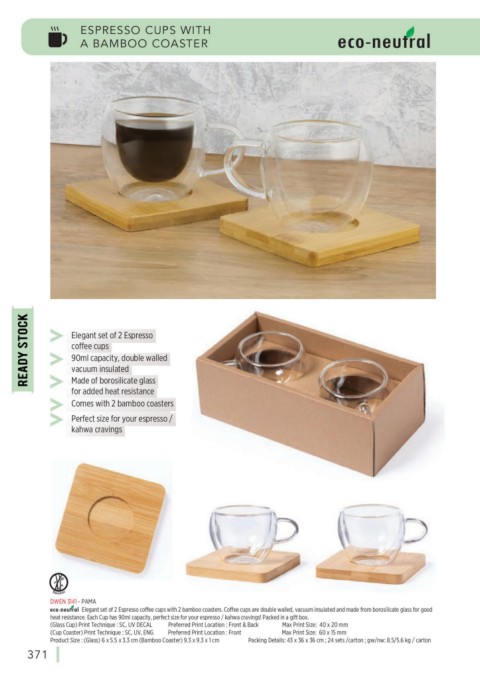 ESPRESSO CUPS WITH
A BAMBOO COASTER
eco-neutral
READY STOCK
Elegant set of 2 Espresso
coffee cups
90ml capacity, double walled
vacuum insulated
Made of borosilicate glass
for added heat resistance
Comes with 2 bamboo coasters
Perfect size for your espresso /
kahwa cravings
- PAMA
eco-neutral Elegant set of 2 Espresso coffee cups with 2 bamboo coasters. Coffee cups are double walled, vacuum insulated and made from borosilicate glass for good
heat resistance. Each Cup has 90ml capacity, perfect size for your espresso / kahwa cravings! Packed in a gift box.
(Glass Cup) Print Technique : SC, UV DECAL Preferred Print Location : Front & Back Max Print Size: 40 x 20 mm
(Cup Coaster) Print Technique : SC, UV, ENG Preferred Print Location : Front Max Print Size: 60 x 15 mm
Product Size : (Glass) 6 x 5.5 x 3.3 cm (Bamboo Coaster) 9.3 x 9.3 x 1 cm Packing Details: 43 x 36 x 36 cm ; 24 sets /carton ; gw/nw: 8.5/5.6 kg / carton
371